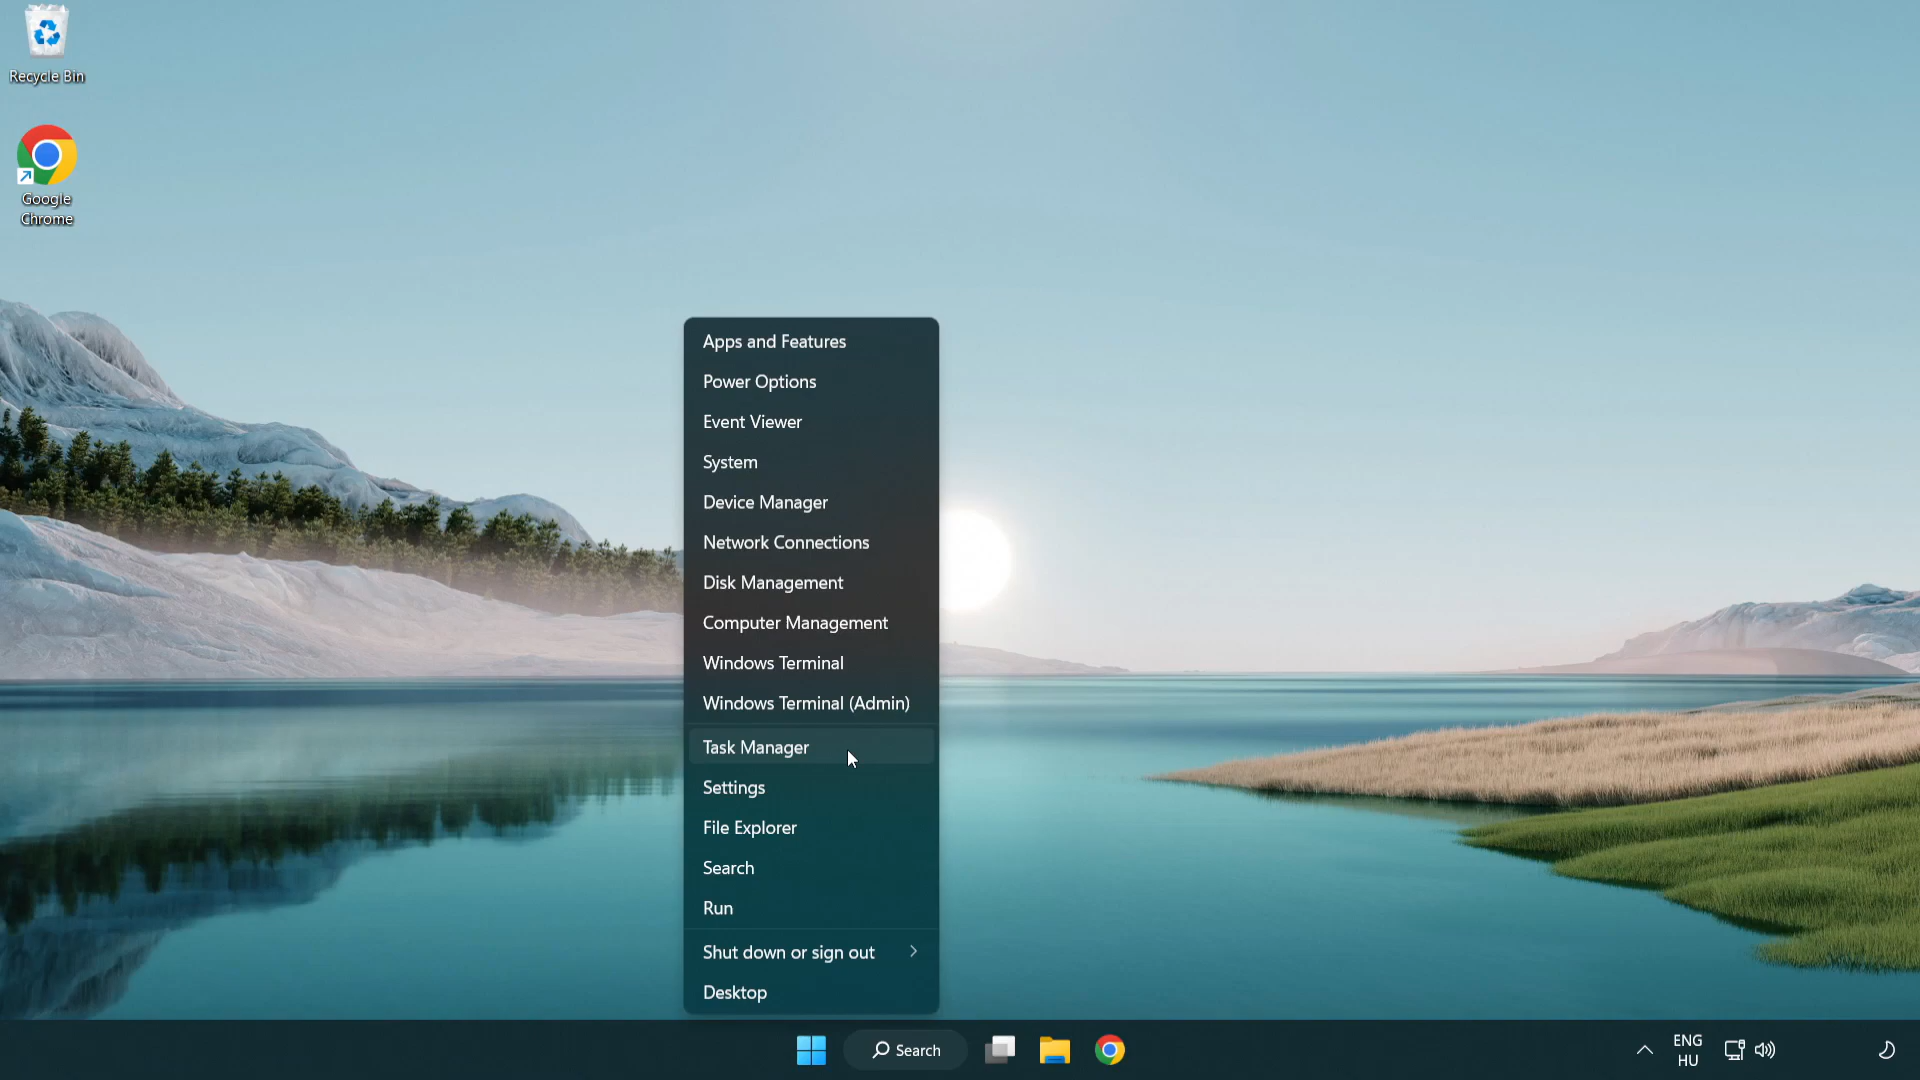 Recycle Bin
Google
Chrome
Apps and Features
Power Options
Event Viewer
System
Device Manager
Network Connections
Disk Management
Computer Management
Windows Terminal
Windows Terminal (Admin)
Task Manager
Settings
File Explorer
Search
Run
Shut down or sign out
Desktop
Search
ENG
HU